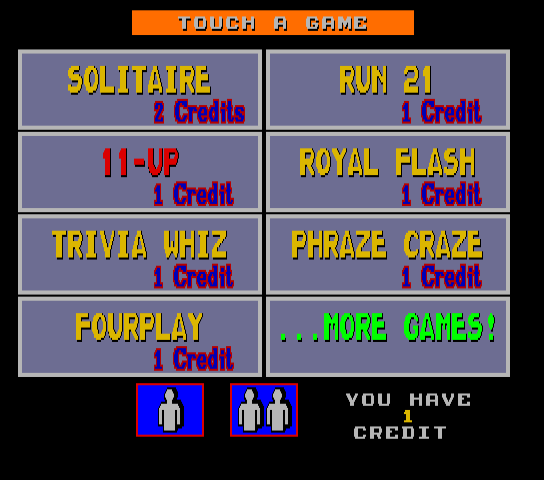 TOUCH A GAME
SOLITAIRE
2 Credits
RUN 21
1 Credit
11-UP
1 Credit
ROYAL FLASH
1 Credit
TRIVIA WHIZ
1 Credit
PHRAZE CRAZE
1 Credit
FOURPLAY
1 Credit
...MORE GAMES!
YOU HAVE
1
CREDIT